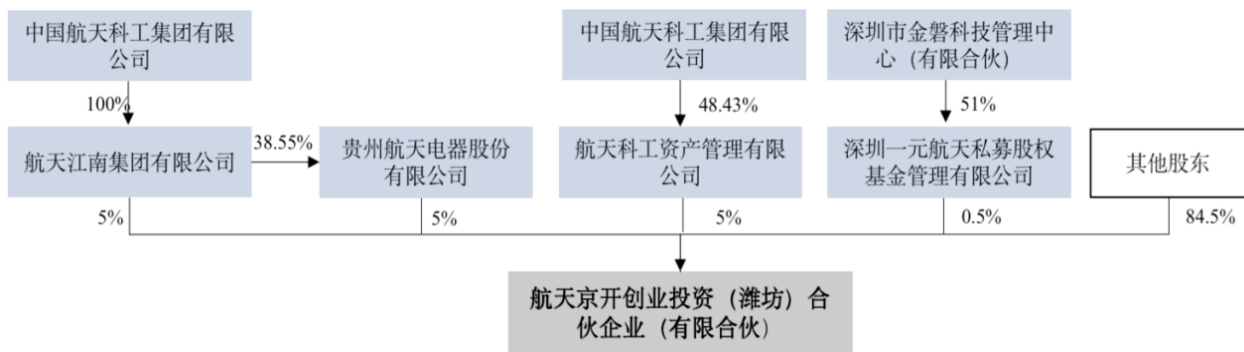 中国航天科工集团有限
公司
中国航天科工集团有限
公司
深圳市金磐科技管理中
心（有限合伙）
100%
48.43%
51%
航天江南集团有限公司
38.55%
贵州航天电器股份
有限公司
航天科工资产管理有限
公司
深圳一元航天私募股权
基金管理有限公司
其他股东
5%
5%
5%
0.5%
84.5%
航天京开创业投资（潍坊）合
伙企业（有限合伙）